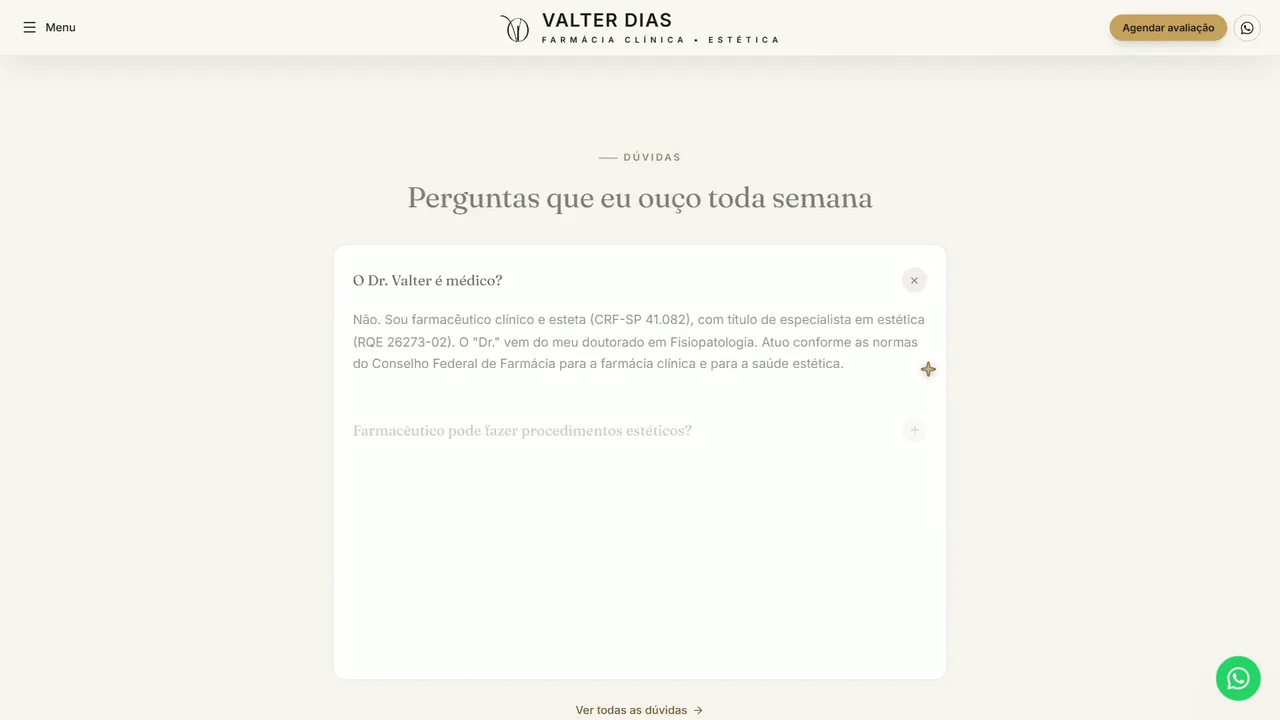 Menu
VALTER DIAS
FARMÁCIA CLÍNICA • ESTÉTICA
Agendar avaliação
DÚVIDAS
Perguntas que eu ouço toda semana
O Dr. Valter é médico?
Não. Sou farmacêutico clínico e esteta (CRF-SP 41.082), com título de especialista em estética
(RQE 26273-02). O "Dr." vem do meu doutorado em Fisiopatologia. Atuo conforme as normas
do Conselho Federal de Farmácia para a farmácia clínica e para a saúde estética.
Farmacêutico pode fazer procedimentos estéticos?
Ver todas as dúvidas →